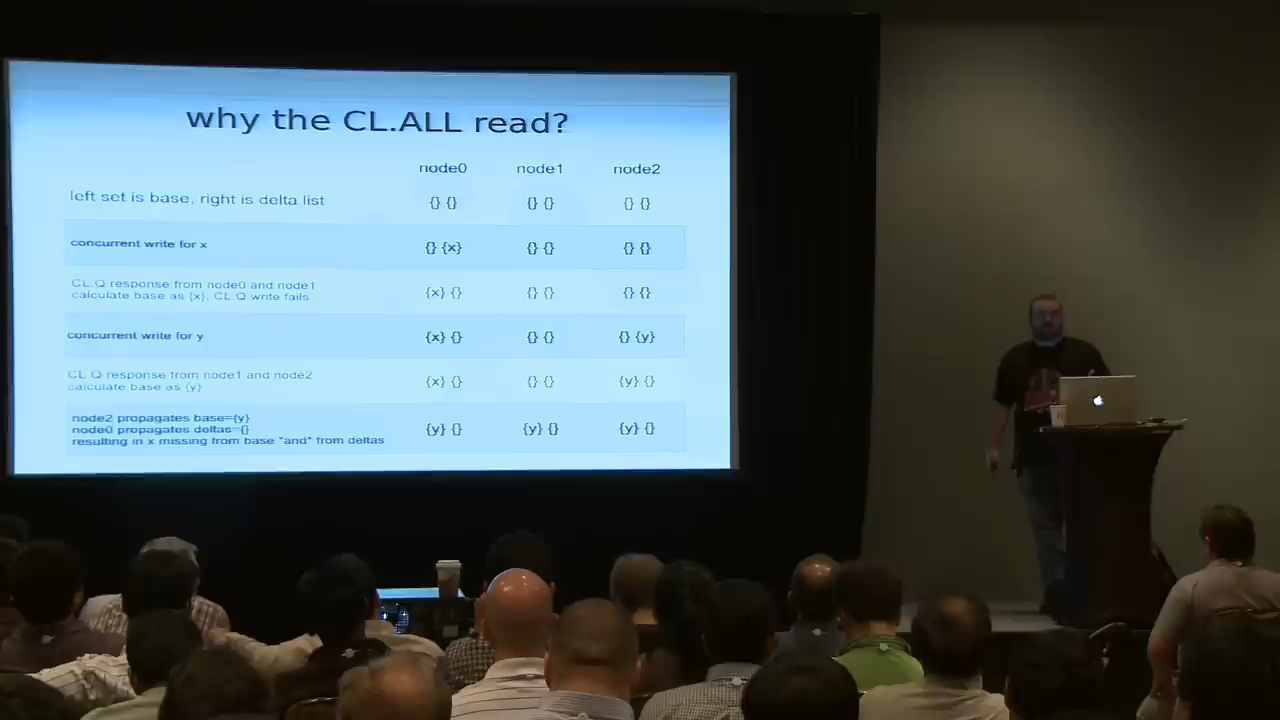 why the CL.ALL read?
node0 node1 node2
left set is base, right is delta list {} {} {} {} {} {}
concurrent write for x {} {x} {} {} {} {}
CL.Q response from node0 and node1
calculate base as {x}, CL.Q write fails {x} {} {} {} {} {}
concurrent write for y {x} {} {} {} {} {y}
CL.Q response from node1 and node2
calculate base as {y} {x} {} {} {} {y} {}
node2 propagates base={y}
node0 propagates deltas={} {y} {} {y} {} {y} {}
resulting in x missing from base "and" from deltas